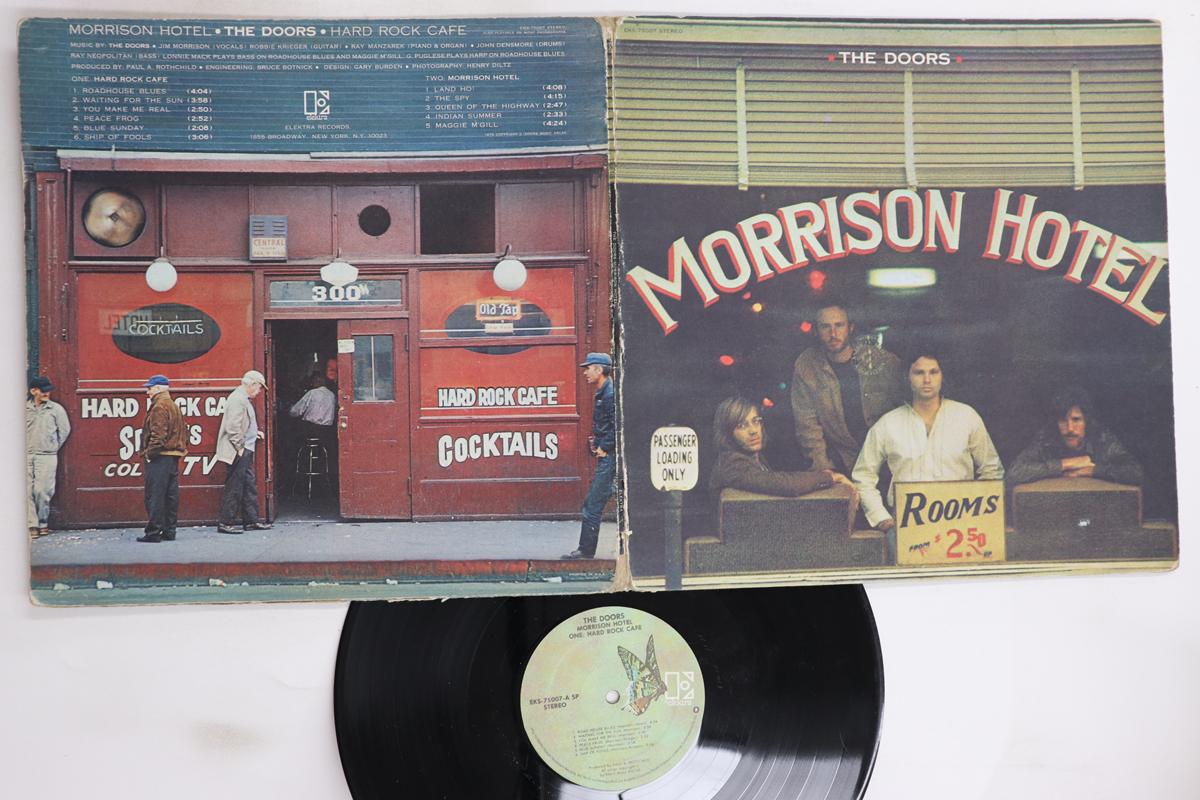 MORRISON HOTEL • THE DOORS • HARD ROCK CAFE
MUSIC BY: THE DOORS • JIM MORRISON (VOCALS) ROBBIE KRIEGER (GUITAR) • RAY MANZAREK (PIANO & ORGAN) • JOHN DENSMORE (DRUMS)
RAY NEOPOLITAN (BASS) LONNIE MACK PLAYS BASS ON ROADHOUSE BLUES AND MAGGIE M'GILL: G. PUGLESE PLAYS HARP ON ROADHOUSE BLUES
PRODUCED BY: PAUL A. ROTHCHILD • ENGINEERING: BRUCE BOTNICK • DESIGN: GARY BURDEN • PHOTOGRAPHY: HENRY DILTZ
ONE: HARD ROCK CAFE
1. ROADHOUSE BLUES (4:04)
2. WAITING FOR THE SUN (3:58)
3. YOU MAKE ME REAL (2:50)
4. PEACE FROG (2:52)
5. BLUE SUNDAY (2:08)
6. SHIP OF FOOLS (3:06)
elektra
ELEKTRA RECORDS
1855 BROADWAY, NEW YORK, N.Y. 10023
TWO: MORRISON HOTEL
1. LAND HO! (4:08)
2 THE SPY (4:15)
3. QUEEN OF THE HIGHWAY (2:47)
4. INDIAN SUMMER (2:33)
5. MAGGIE M'GILL (4:24)
CENTRAL
300
HOTEL
COCKTAILS
Old Tap
HARD ROCK CA
S
S
COL TV
HARD ROCK CAFE
COCKTAILS
EKS-75007 STEREO
THE DOORS
MORRISON HOTEL
PASSENGER
LOADING
ONLY
ROOMS
FROM $2.50 UP
THE DOORS
MORRISON HOTEL
ONE: HARD ROCK CAFE
EKS-75007-A SP
STEREO
elektra